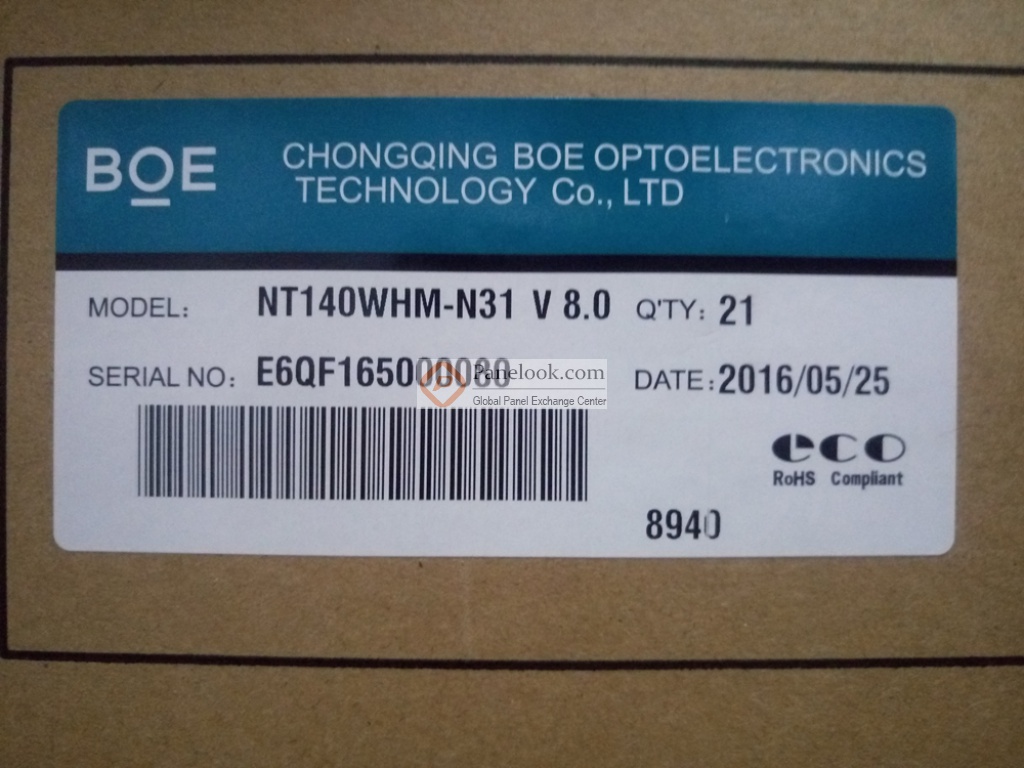 BOE
CHONGQING BOE OPTOELECTRONICS
TECHNOLOGY Co., LTD
MODEL: NT140WHM-N31 V 8.0 Q'TY: 21
SERIAL NO: E6QF165000080 DATE: 2016/05/25
Panelook.com
Global Panel Exchange Center
eco
RoHS Compliant
8940